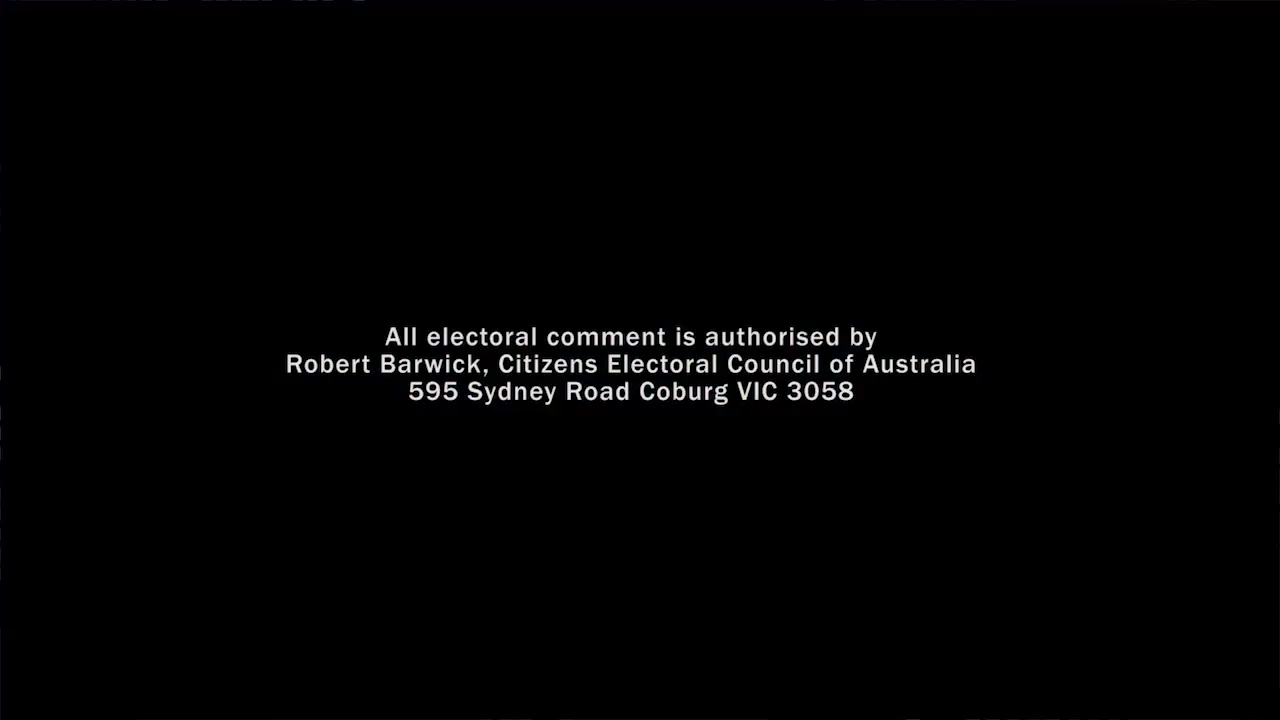 All electoral comment is authorised by
Robert Barwick, Citizens Electoral Council of Australia
595 Sydney Road Coburg VIC 3058